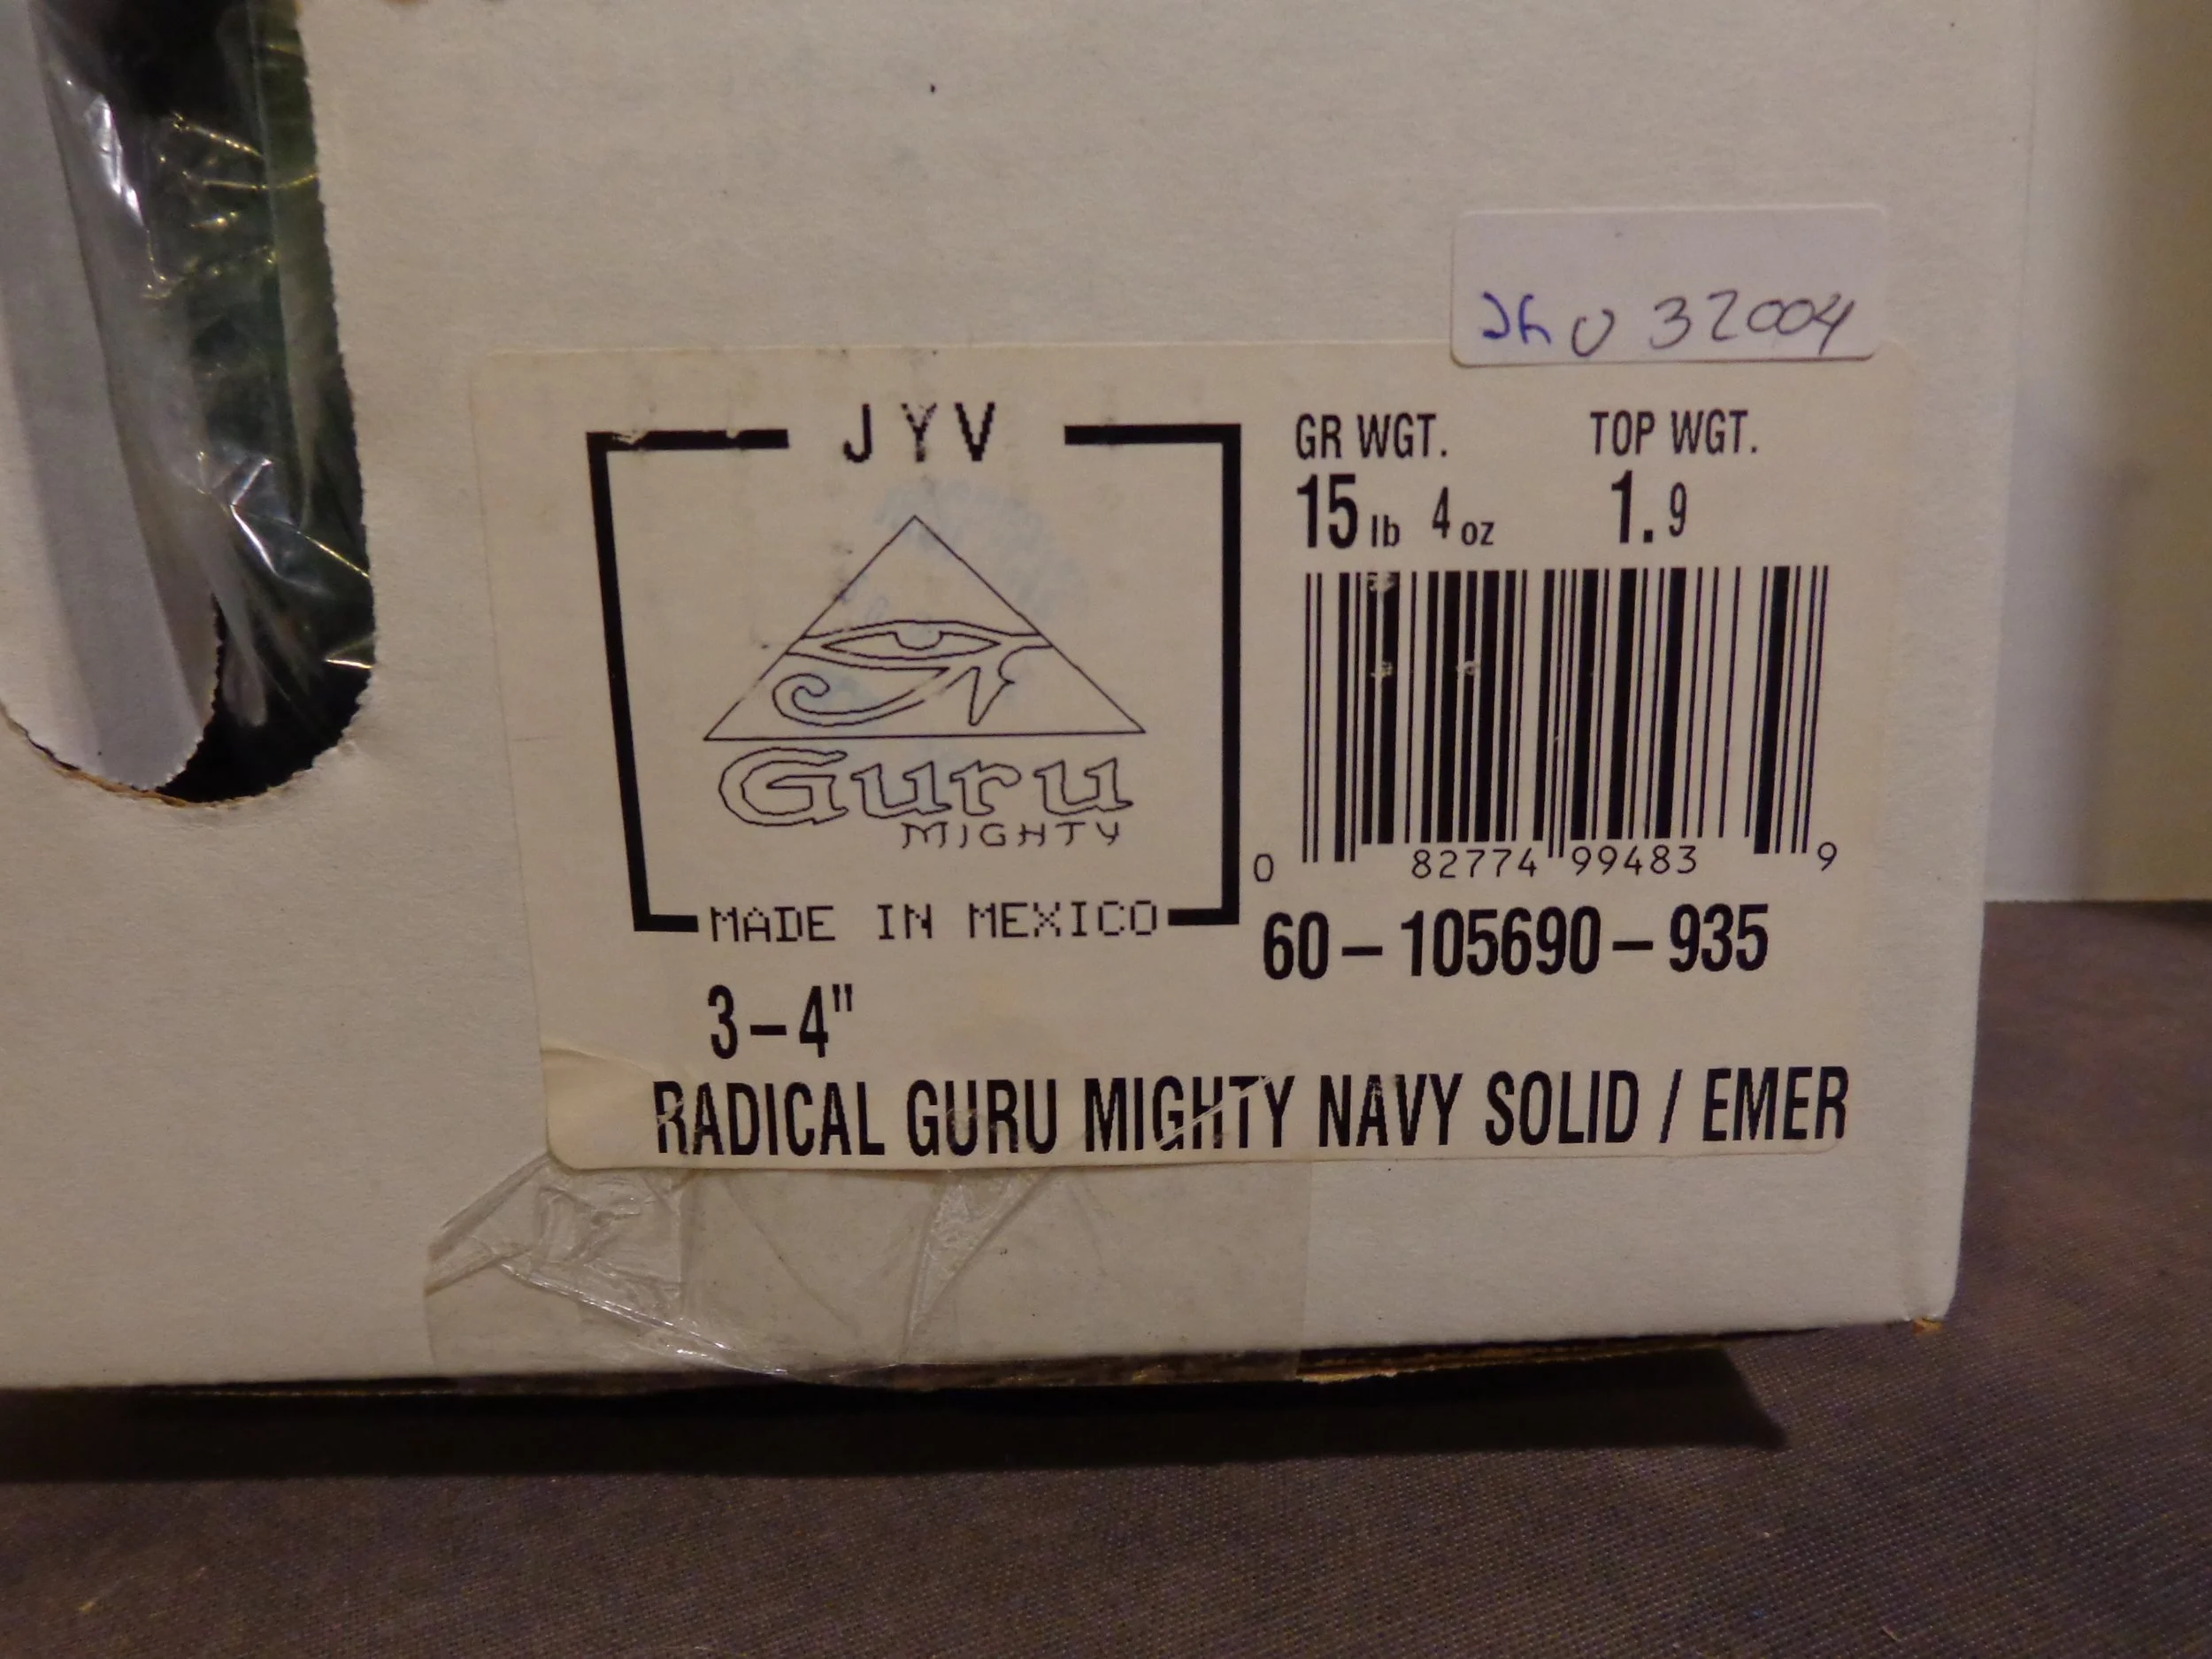 32004
JYV
GR WGT. TOP WGT.
15 lb 4 oz 1.9
Guru
MIGHTY
0 82774 99483 9
MADE IN MEXICO
60-105690-935
3-4"
RADICAL GURU MIGHTY NAVY SOLID / EMER